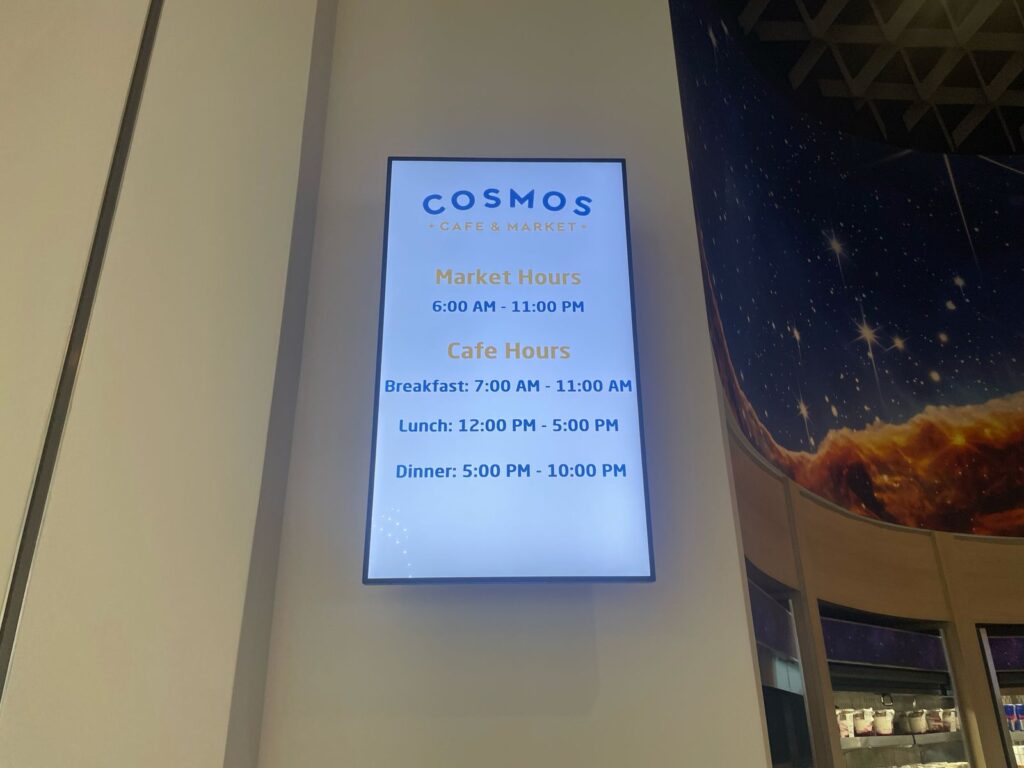 COSMOS
• CAFE & MARKET •
Market Hours
6:00 AM - 11:00 PM
Cafe Hours
Breakfast: 7:00 AM - 11:00 AM
Lunch: 12:00 PM - 5:00 PM
Dinner: 5:00 PM - 10:00 PM